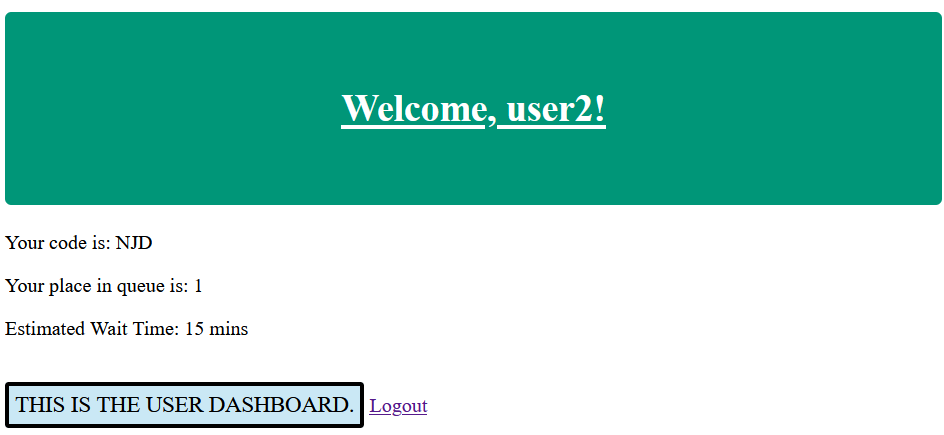 Welcome, user2!
Your code is: NJD
Your place in queue is: 1
Estimated Wait Time: 15 mins
THIS IS THE USER DASHBOARD. Logout